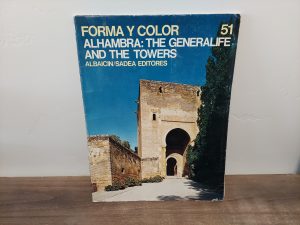 FORMA Y COLOR 51
ALHAMBRA: THE GENERALIFE
AND THE TOWERS
ALBAICIN/SADEA EDITORES